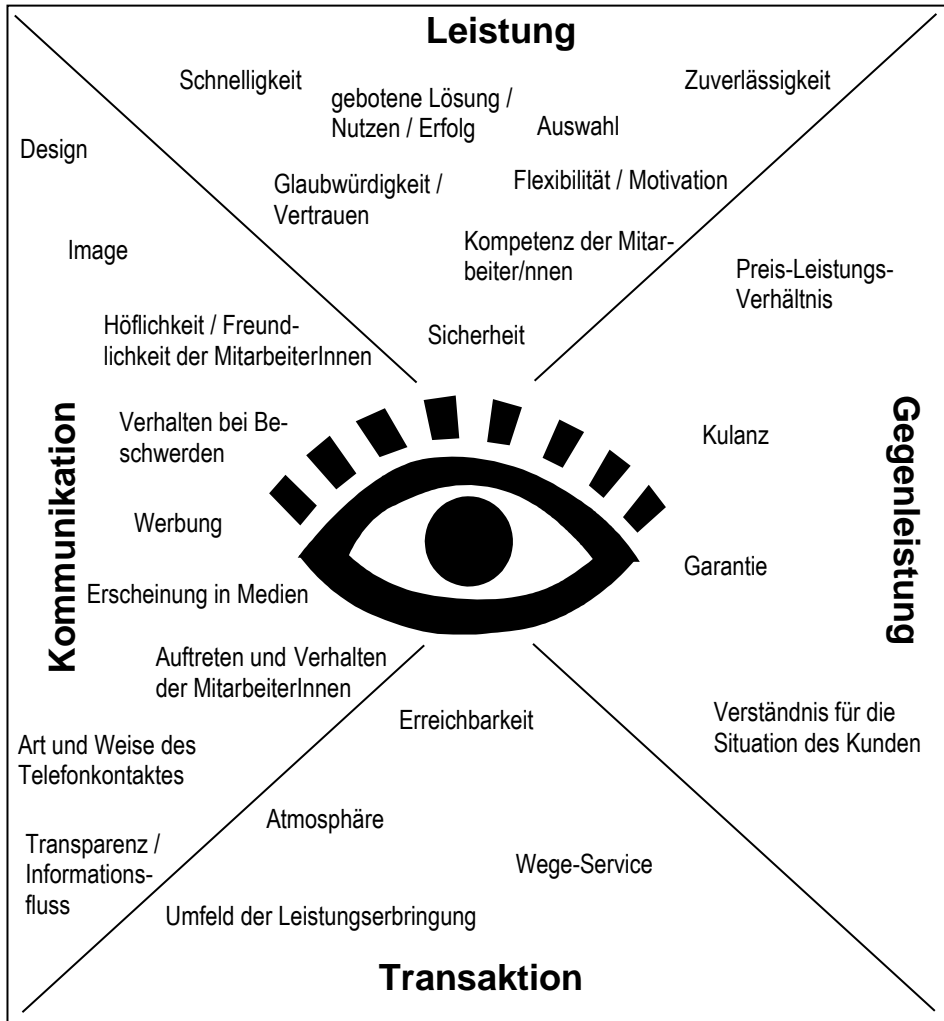 Leistung
Schnelligkeit
Zuverlässigkeit
gebotene Lösung /
Nutzen / Erfolg
Auswahl
Design
Glaubwürdigkeit /
Vertrauen
Flexibilität / Motivation
Image
Kompetenz der Mitar-
beiter/nnen
Preis-Leistungs-
Verhältnis
Höflichkeit / Freund-
lichkeit der MitarbeiterInnen
Sicherheit
Kommunikation
Verhalten bei Be-
schwerden
Kulanz
Gegenleistung
Werbung
Garantie
Erscheinung in Medien
Auftreten und Verhalten
der MitarbeiterInnen
Erreichbarkeit
Verständnis für die
Situation des Kunden
Art und Weise des
Telefonkontaktes
Atmosphäre
Transparenz /
Informations-
fluss
Wege-Service
Umfeld der Leistungserbringung
Transaktion